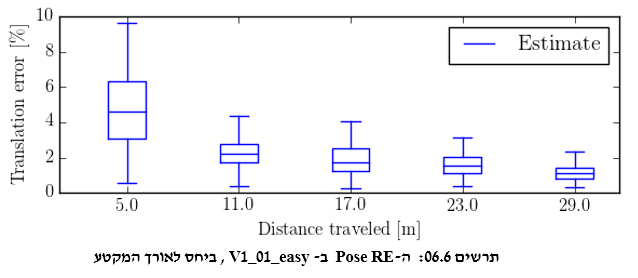 10
8
6
4
2
0
Translation error [%]
Estimate
5.0 11.0 17.0 23.0 29.0
Distance traveled [m]
תרשים 06.6: ה-Pose RE ב- V1_01_easy , ביחס לאורך המקטע